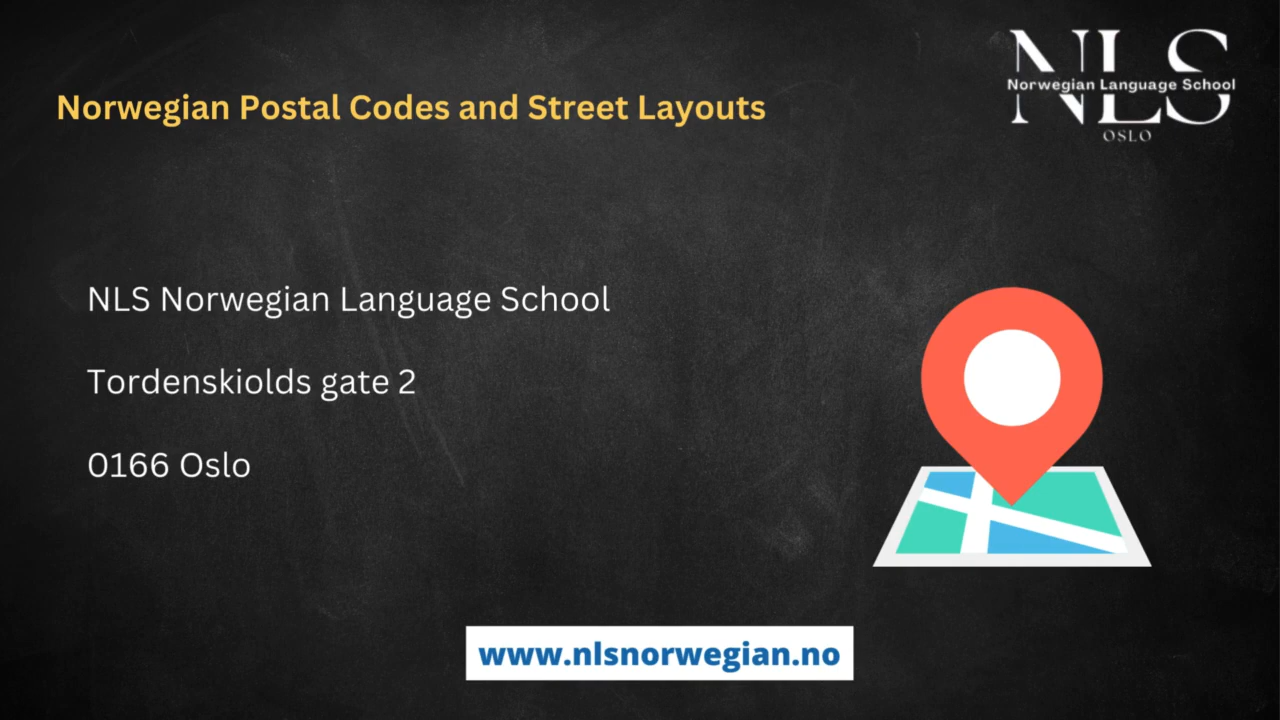 NLS
Norwegian Language School
OSLO
Norwegian Postal Codes and Street Layouts
NLS Norwegian Language School
Tordenskiolds gate 2
0166 Oslo
www.nlsnorwegian.no